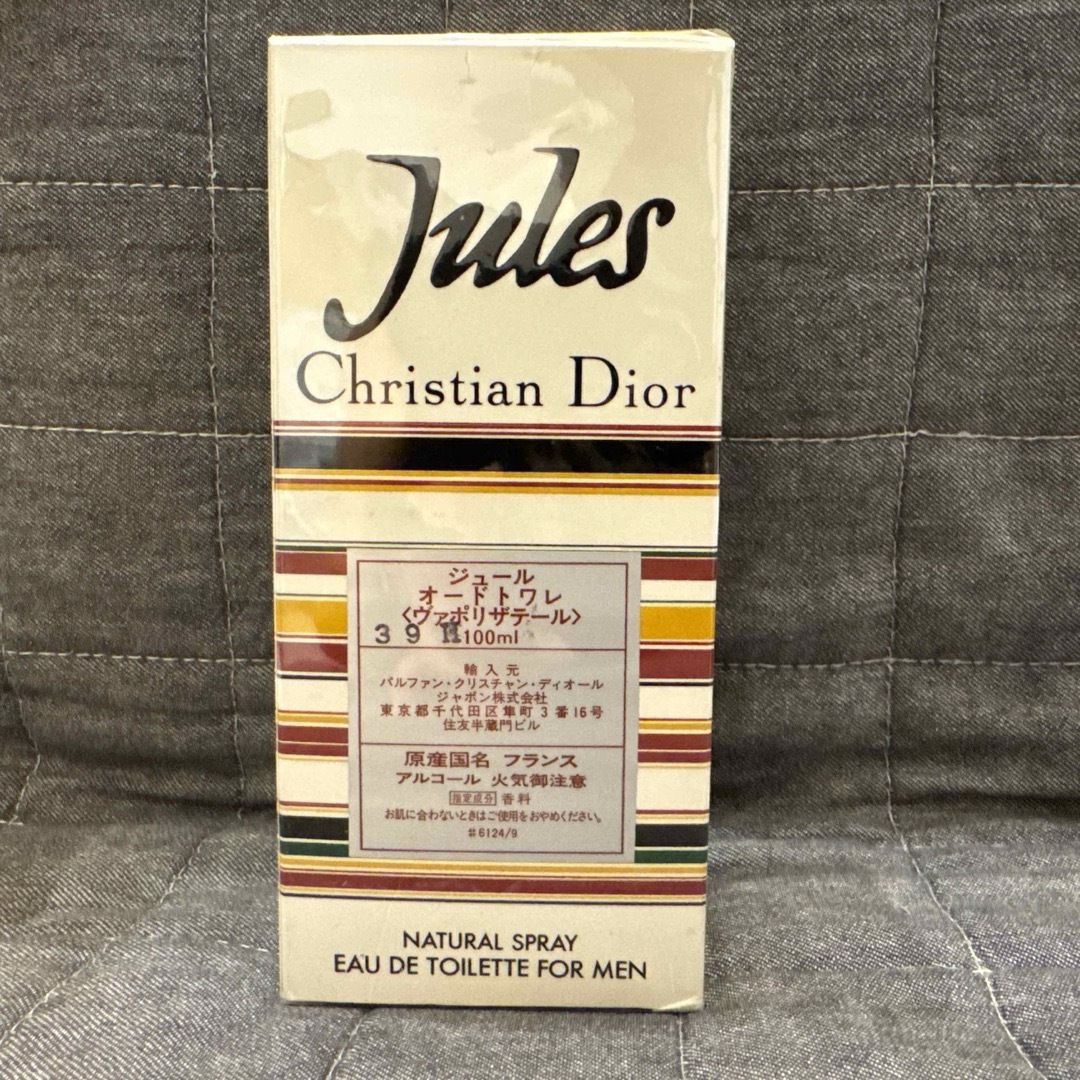 Jules
Christian Dior
ジュール
オードトワレ
〈ヴァポリザテール〉
39 100ml
輸入元
パルファン・クリスチャン・ディオール
ジャポン株式会社
東京都千代田区隼町3番16号
住友半蔵門ビル
原産国名 フランス
アルコール 火気御注意
指定成分 香料
お肌に合わないときはご使用をおやめください。
#6124/9
NATURAL SPRAY
EAU DE TOILETTE FOR MEN